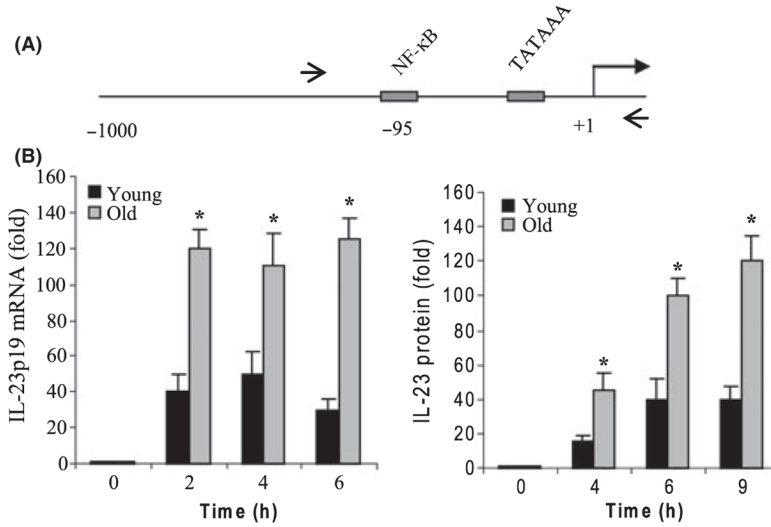 (A)
NF-κB
TATAAA
−1000
−95
+1
(B)
160
140
120
100
80
60
40
20
0
IL-23p19 mRNA (fold)
Young
Old
*
*
*
0
2
4
6
Time (h)
160
140
120
100
80
60
40
20
0
IL-23 protein (fold)
Young
Old
*
*
*
0
4
6
9
Time (h)